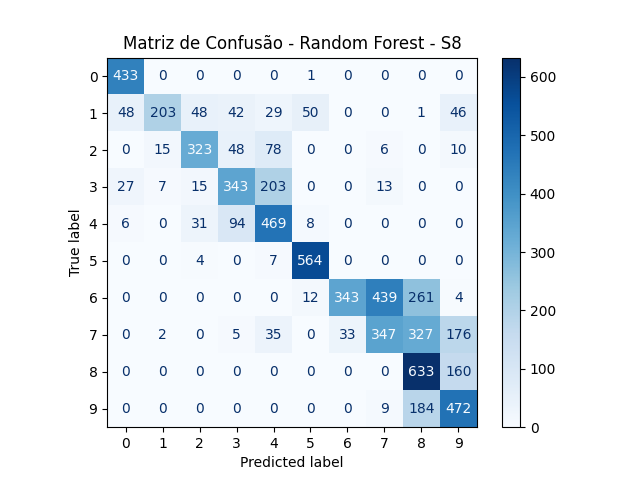 Matriz de Confusão - Random Forest - S8
0 433 0 0 0 0 1 0 0 0 0
1 48 203 48 42 29 50 0 0 1 46
2 0 15 323 48 78 0 0 6 0 10
3 27 7 15 343 203 0 0 13 0 0
4 6 0 31 94 469 8 0 0 0 0
5 0 0 4 0 7 564 0 0 0 0
6 0 0 0 0 0 12 343 439 261 4
7 0 2 0 5 35 0 33 347 327 176
8 0 0 0 0 0 0 0 0 633 160
9 0 0 0 0 0 0 0 9 184 472
0 1 2 3 4 5 6 7 8 9
Predicted label
True label
600
500
400
300
200
100
0